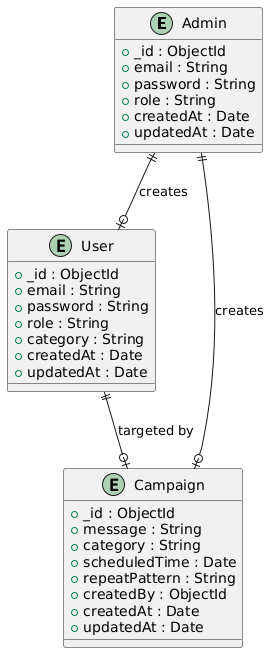 E Admin
_id : ObjectId
email : String
password : String
role : String
createdAt : Date
updatedAt : Date
creates
E User
_id : ObjectId
email : String
password : String
role : String
category : String
createdAt : Date
updatedAt : Date
creates
targeted by
E Campaign
_id : ObjectId
message : String
category : String
scheduledTime : Date
repeatPattern : String
createdBy : ObjectId
createdAt : Date
updatedAt : Date